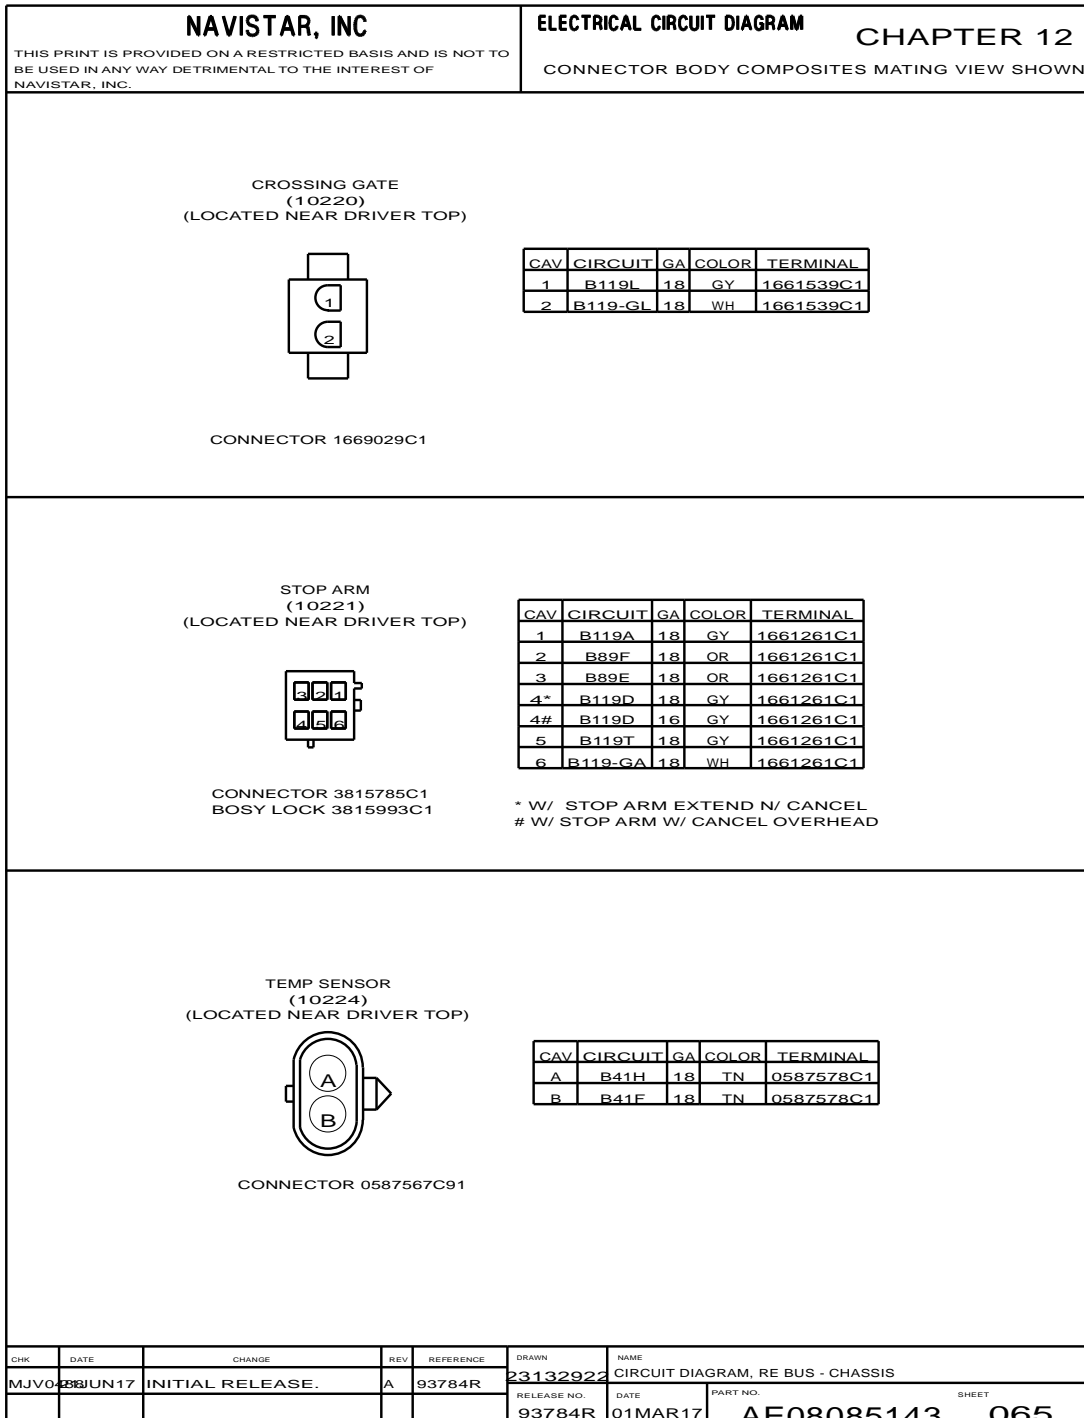 NAVISTAR, INC
THIS PRINT IS PROVIDED ON A RESTRICTED BASIS AND IS NOT TO
BE USED IN ANY WAY DETRIMENTAL TO THE INTEREST OF
NAVISTAR, INC.
ELECTRICAL CIRCUIT DIAGRAM
CHAPTER 12
CONNECTOR BODY COMPOSITES MATING VIEW SHOWN
CROSSING GATE
(10220)
(LOCATED NEAR DRIVER TOP)
1
2
CONNECTOR 1669029C1
CAV CIRCUIT GA COLOR TERMINAL
1 B119L 18 GY 1661539C1
2 B119-GL 18 WH 1661539C1
STOP ARM
(10221)
(LOCATED NEAR DRIVER TOP)
3 2 1
4 5 6
CONNECTOR 3815785C1
BOSY LOCK 3815993C1
CAV CIRCUIT GA COLOR TERMINAL
1 B119A 18 GY 1661261C1
2 B89F 18 OR 1661261C1
3 B89E 18 OR 1661261C1
4* B119D 18 GY 1661261C1
4# B119D 16 GY 1661261C1
5 B119T 18 GY 1661261C1
6 B119-GA 18 WH 1661261C1
* W/ STOP ARM EXTEND N/ CANCEL
# W/ STOP ARM W/ CANCEL OVERHEAD
TEMP SENSOR
(10224)
(LOCATED NEAR DRIVER TOP)
A
B
CONNECTOR 0587567C91
CAV CIRCUIT GA COLOR TERMINAL
A B41H 18 TN 0587578C1
B B41F 18 TN 0587578C1
CHK DATE CHANGE REV REFERENCE
INITIAL RELEASE. A 93784R
DRAWN
23132922
NAME
CIRCUIT DIAGRAM, RE BUS - CHASSIS
RELEASE NO. DATE PART NO. SHEET
93784R 01MAR17 AE08085143 065